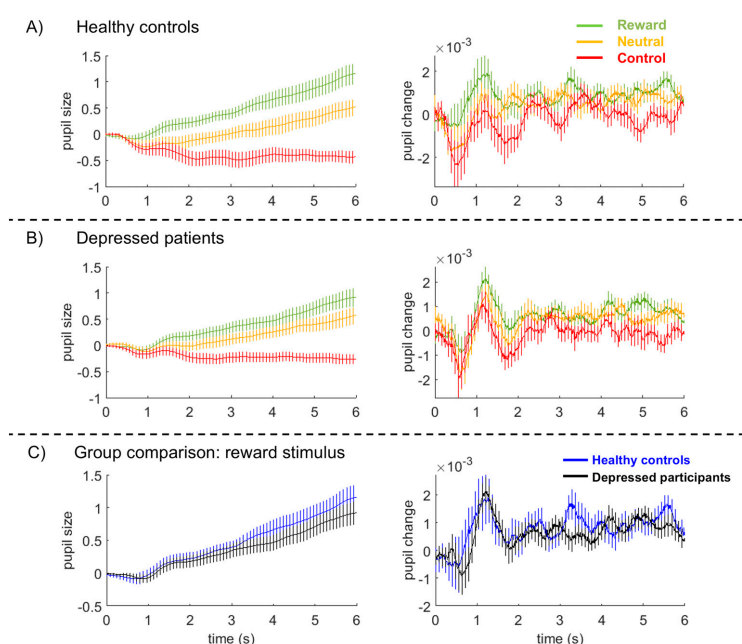 A) Healthy controls
Reward
Neutral
Control
pupil size
1.5
1
0.5
0
-0.5
-1
0 1 2 3 4 5 6
pupil change
×10⁻³
2
0
-2
0 1 2 3 4 5 6
B) Depressed patients
pupil size
1.5
1
0.5
0
-0.5
-1
0 1 2 3 4 5 6
pupil change
×10⁻³
2
1
0
-1
-2
0 1 2 3 4 5 6
C) Group comparison: reward stimulus
Healthy controls
Depressed participants
pupil size
1.5
1
0.5
0
-0.5
0 1 2 3 4 5 6
time (s)
pupil change
×10⁻³
2
1
0
-1
-2
0 1 2 3 4 5 6
time (s)